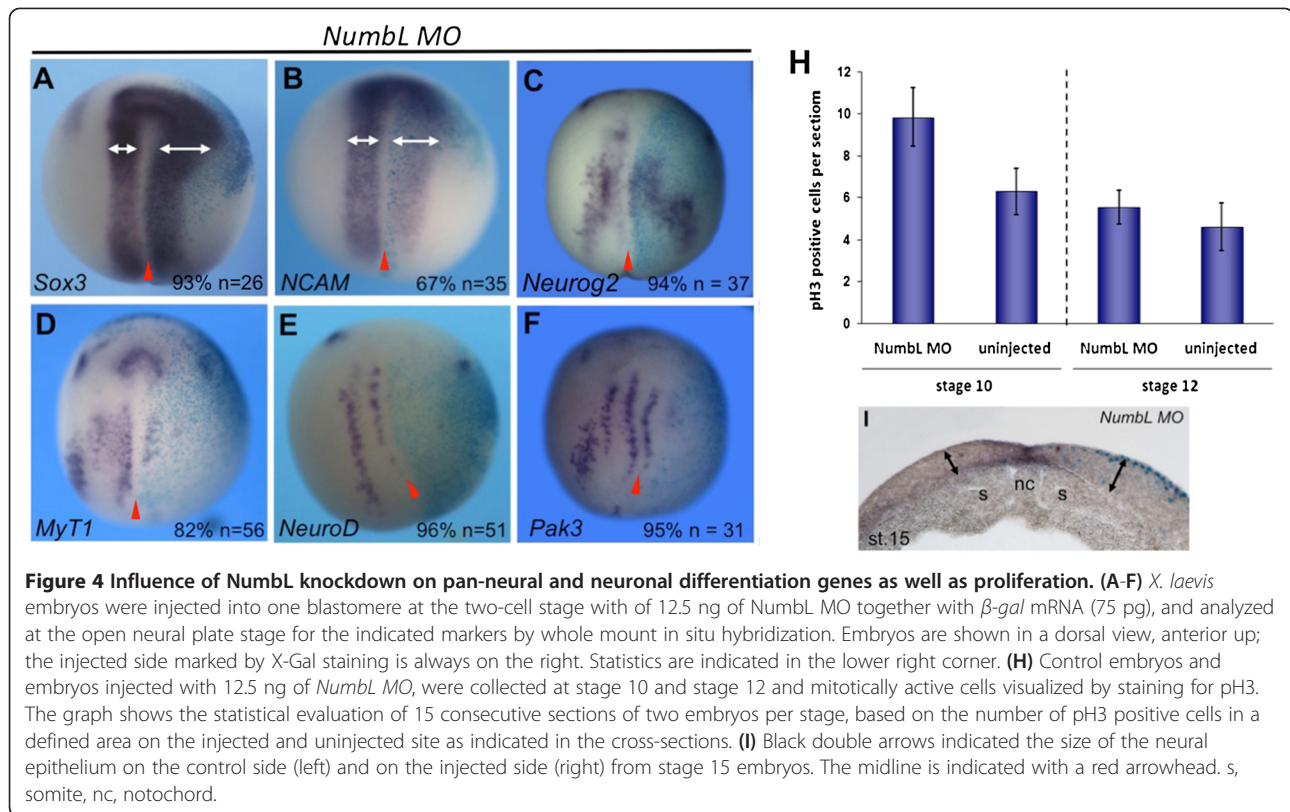 NumbL MO
A
Sox3
93% n=26
B
NCAM
67% n=35
C
Neurog2
94% n = 37
D
MyT1
82% n=56
E
NeuroD
96% n=51
F
Pak3
95% n = 31
H
pH3 positive cells per sectiom
12
10
8
6
4
2
0
NumbL MO uninjected NumbL MO uninjected
stage 10 stage 12
I
NumbL MO
s nc s
st.15
Figure 4 Influence of NumbL knockdown on pan-neural and neuronal differentiation genes as well as proliferation. (A-F) X. laevis
embryos were injected into one blastomere at the two-cell stage with of 12.5 ng of NumbL MO together with β-gal mRNA (75 pg), and analyzed
at the open neural plate stage for the indicated markers by whole mount in situ hybridization. Embryos are shown in a dorsal view, anterior up;
the injected side marked by X-Gal staining is always on the right. Statistics are indicated in the lower right corner. (H) Control embryos and
embryos injected with 12.5 ng of NumbL MO, were collected at stage 10 and stage 12 and mitotically active cells visualized by staining for pH3.
The graph shows the statistical evaluation of 15 consecutive sections of two embryos per stage, based on the number of pH3 positive cells in a
defined area on the injected and uninjected site as indicated in the cross-sections. (I) Black double arrows indicated the size of the neural
epithelium on the control side (left) and on the injected side (right) from stage 15 embryos. The midline is indicated with a red arrowhead. s,
somite, nc, notochord.